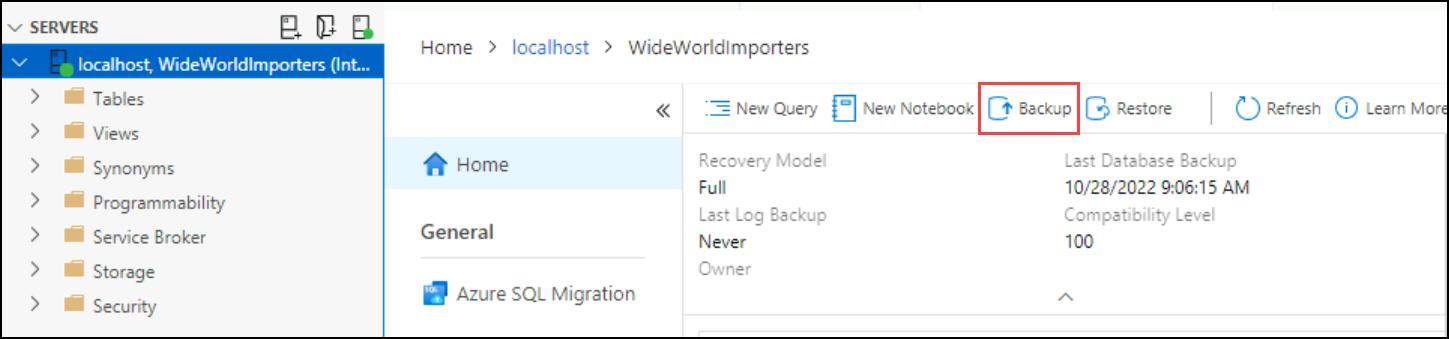 SERVERS
localhost, WideWorldImporters (Int...
Tables
Views
Synonyms
Programmability
Service Broker
Storage
Security
Home > localhost > WideWorldImporters
«
Home
General
Azure SQL Migration
New Query New Notebook Backup Restore Refresh Learn More
Recovery Model
Full
Last Log Backup
Never
Owner
Last Database Backup
10/28/2022 9:06:15 AM
Compatibility Level
100